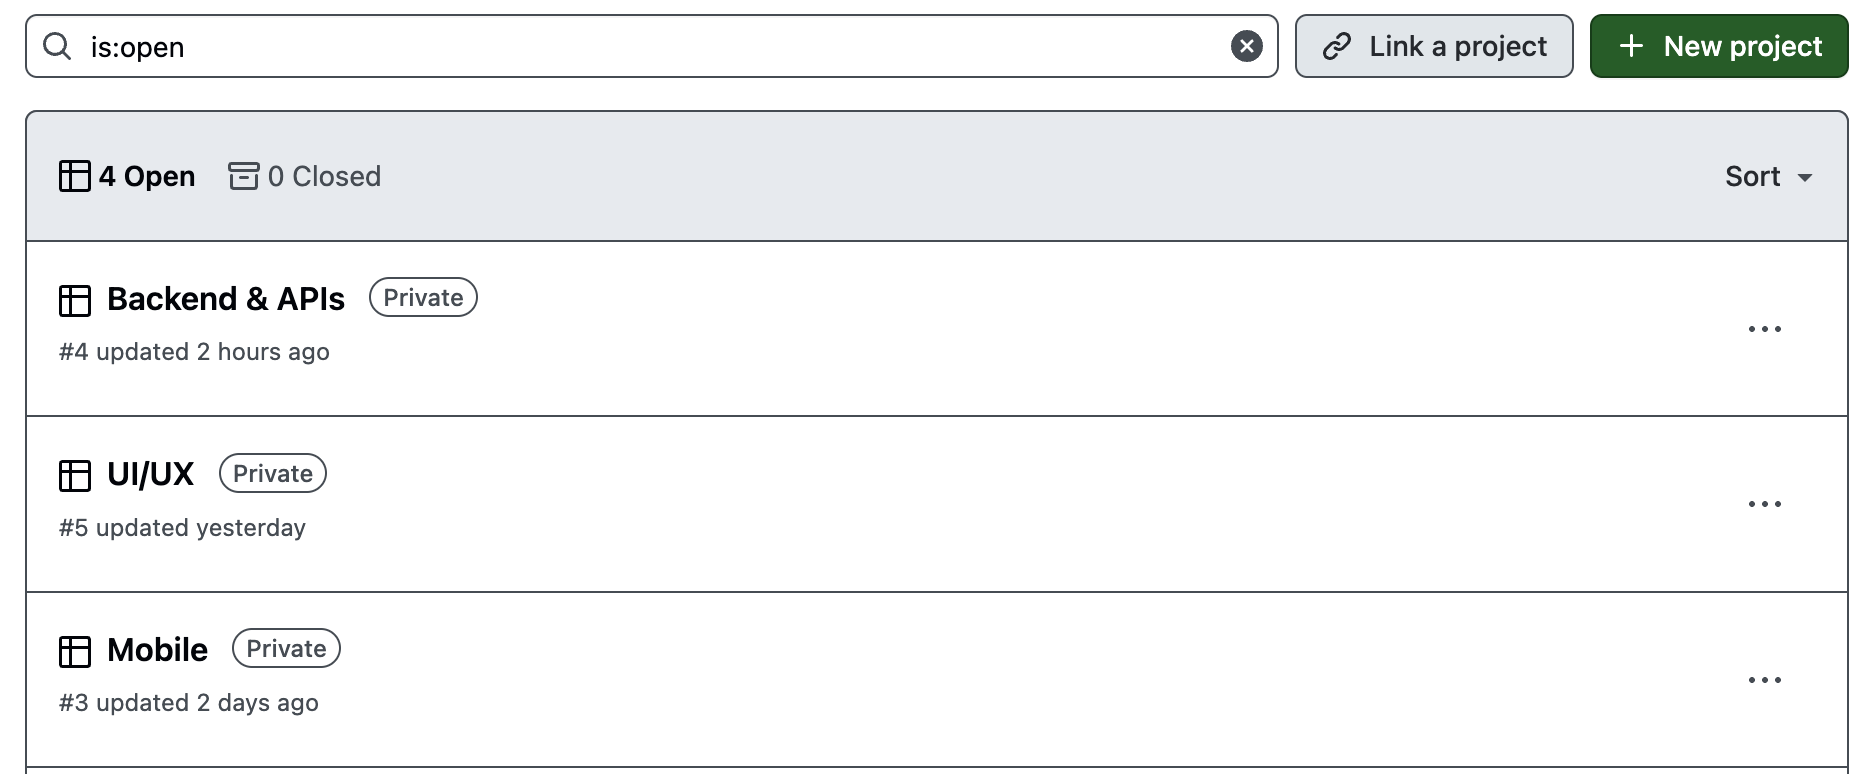 is:open
Link a project
New project
4 Open
0 Closed
Sort
Backend & APIs
Private
#4 updated 2 hours ago
UI/UX
Private
#5 updated yesterday
Mobile
Private
#3 updated 2 days ago